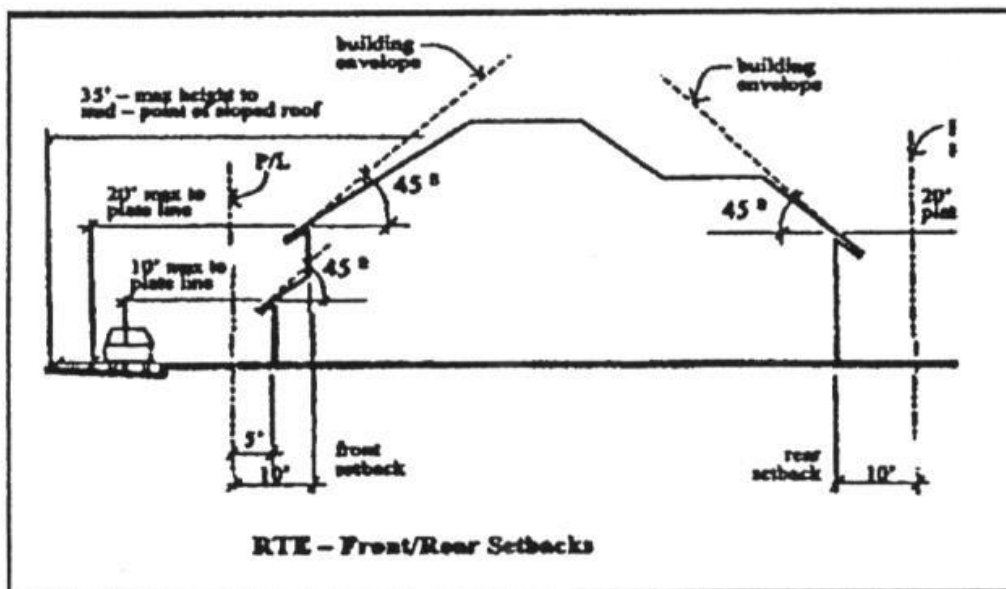 building
envelope
building
envelope
35' – max height to
mid – point of sloped roof
P/L
45 º
20' max to
plate line
45 º
20'
plat
10' max to
plate line
45 º
5'
10'
front
setback
rear
setback
10'
RTE – Front/Rear Setbacks